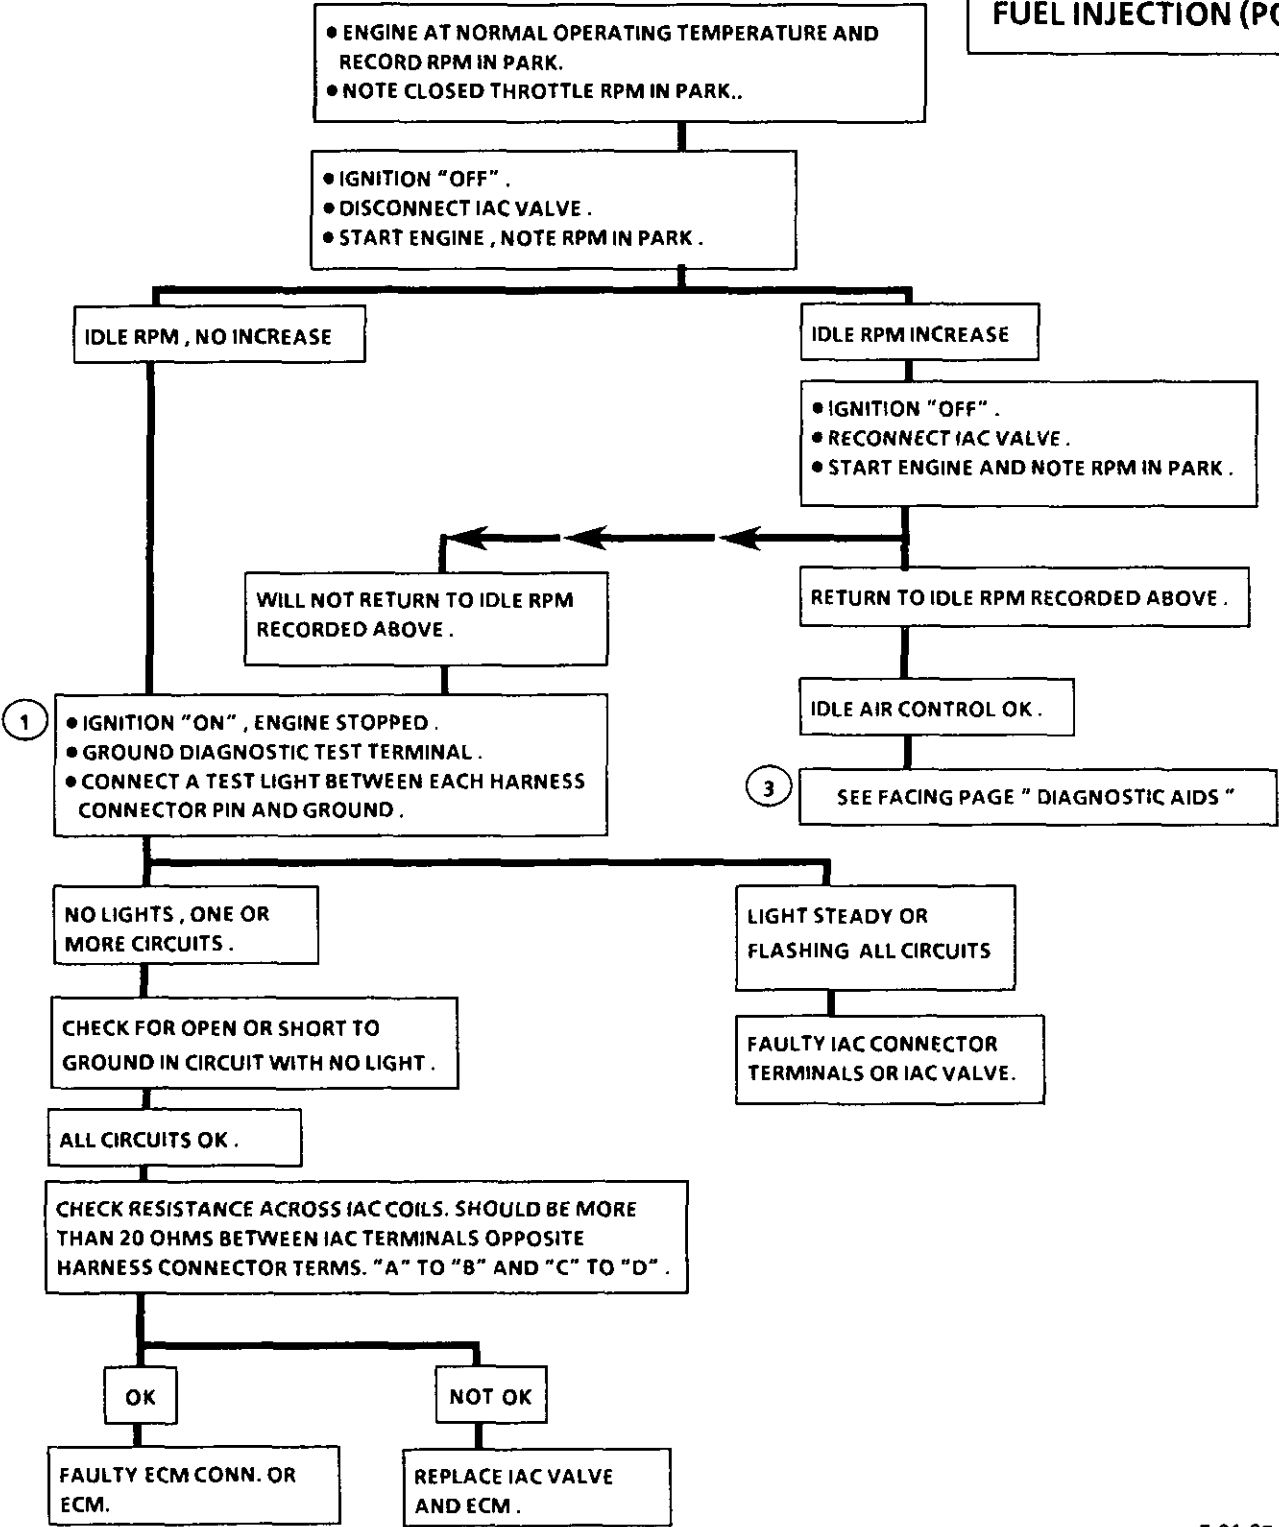 FUEL INJECTION
• ENGINE AT NORMAL OPERATING TEMPERATURE AND
RECORD RPM IN PARK.
• NOTE CLOSED THROTTLE RPM IN PARK..
• IGNITION "OFF" .
• DISCONNECT IAC VALVE .
• START ENGINE , NOTE RPM IN PARK .
IDLE RPM , NO INCREASE
IDLE RPM INCREASE
• IGNITION "OFF" .
• RECONNECT IAC VALVE .
• START ENGINE AND NOTE RPM IN PARK .
WILL NOT RETURN TO IDLE RPM
RECORDED ABOVE .
RETURN TO IDLE RPM RECORDED ABOVE .
IDLE AIR CONTROL OK .
1
• IGNITION "ON" , ENGINE STOPPED .
• GROUND DIAGNOSTIC TEST TERMINAL .
• CONNECT A TEST LIGHT BETWEEN EACH HARNESS
CONNECTOR PIN AND GROUND .
3
SEE FACING PAGE " DIAGNOSTIC AIDS "
NO LIGHTS , ONE OR
MORE CIRCUITS .
LIGHT STEADY OR
FLASHING ALL CIRCUITS
CHECK FOR OPEN OR SHORT TO
GROUND IN CIRCUIT WITH NO LIGHT .
FAULTY IAC CONNECTOR
TERMINALS OR IAC VALVE.
ALL CIRCUITS OK .
CHECK RESISTANCE ACROSS IAC COILS. SHOULD BE MORE
THAN 20 OHMS BETWEEN IAC TERMINALS OPPOSITE
HARNESS CONNECTOR TERMS. "A" TO "B" AND "C" TO "D" .
OK
NOT OK
FAULTY ECM CONN. OR
ECM.
REPLACE IAC VALVE
AND ECM .